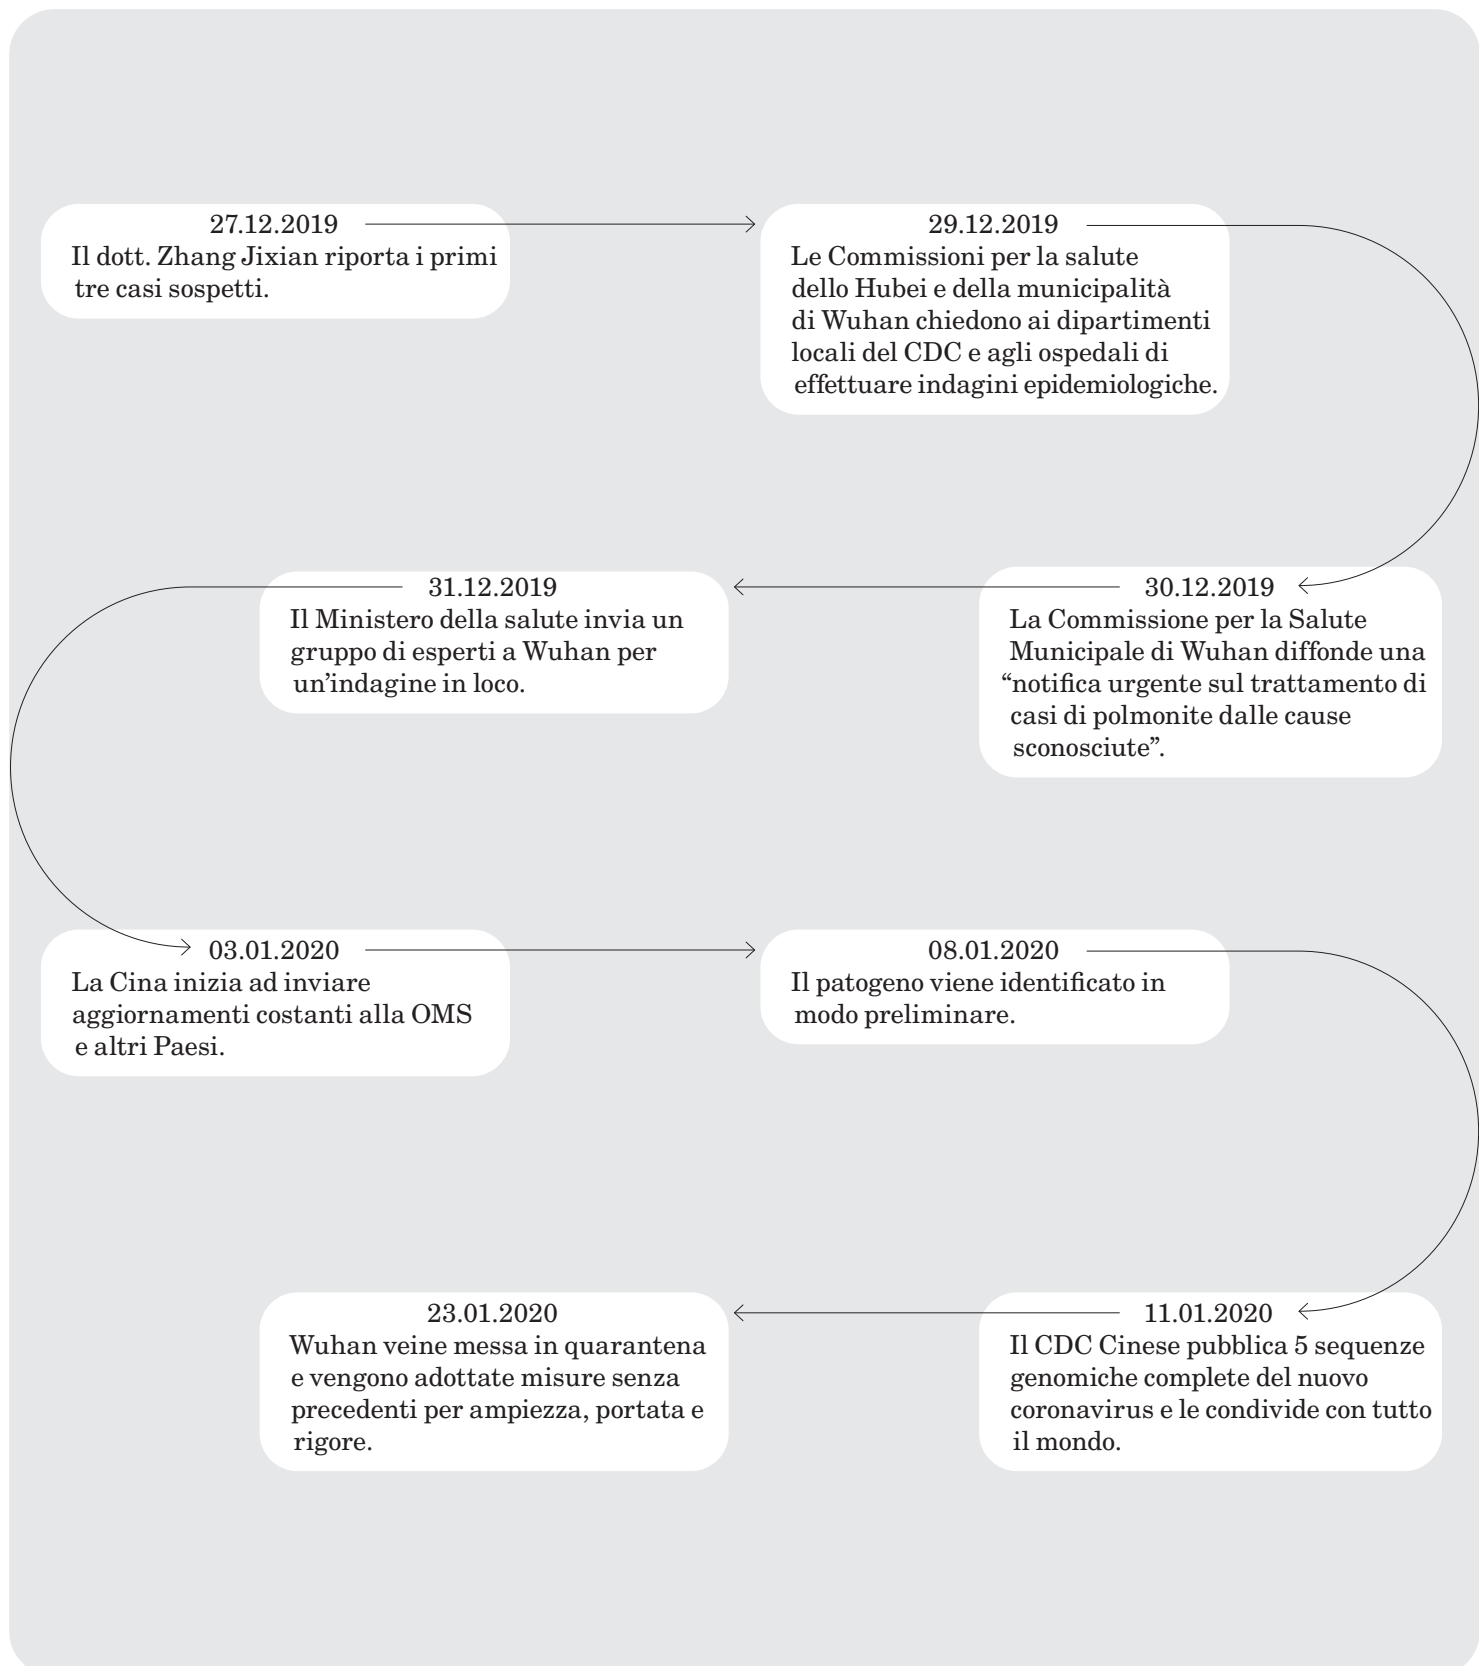 27.12.2019
Il dott. Zhang Jixian riporta i primi
tre casi sospetti.
29.12.2019
Le Commissioni per la salute
dello Hubei e della municipalità
di Wuhan chiedono ai dipartimenti
locali del CDC e agli ospedali di
effettuare indagini epidemiologiche.
30.12.2019
La Commissione per la Salute
Municipale di Wuhan diffonde una
“notifica urgente sul trattamento di
casi di polmonite dalle cause
sconosciute”.
31.12.2019
Il Ministero della salute invia un
gruppo di esperti a Wuhan per
un’indagine in loco.
03.01.2020
La Cina inizia ad inviare
aggiornamenti costanti alla OMS
e altri Paesi.
08.01.2020
Il patogeno viene identificato in
modo preliminare.
11.01.2020
Il CDC Cinese pubblica 5 sequenze
genomiche complete del nuovo
coronavirus e le condivide con tutto
il mondo.
23.01.2020
Wuhan veine messa in quarantena
e vengono adottate misure senza
precedenti per ampiezza, portata e
rigore.